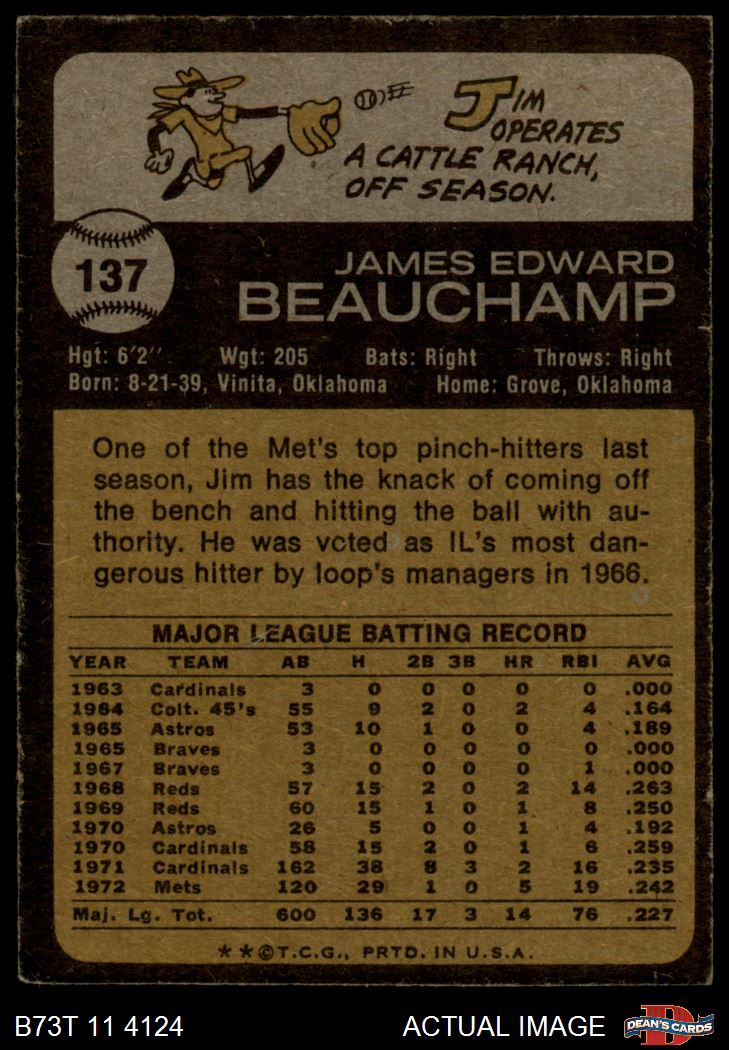 JIM
OPERATES
A CATTLE RANCH,
OFF SEASON.
137
JAMES EDWARD
BEAUCHAMP
Hgt: 6'2" Wgt: 205 Bats: Right Throws: Right
Born: 8-21-39, Vinita, Oklahoma Home: Grove, Oklahoma
One of the Met's top pinch-hitters last
season, Jim has the knack of coming off
the bench and hitting the ball with au-
thority. He was voted as IL's most dan-
gerous hitter by loop's managers in 1966.
MAJOR LEAGUE BATTING RECORD
YEAR TEAM AB H 2B 3B HR RBI AVG
1963 Cardinals 3 0 0 0 0 0 .000
1964 Colt. 45's 55 9 2 0 2 4 .164
1965 Astros 53 10 1 0 0 4 .189
1965 Braves 3 0 0 0 0 0 .000
1967 Braves 3 0 0 0 0 1 .000
1968 Reds 57 15 2 0 2 14 .263
1969 Reds 60 15 1 0 1 8 .250
1970 Astros 26 5 0 0 1 4 .192
1970 Cardinals 58 15 2 0 1 6 .259
1971 Cardinals 162 38 8 3 2 16 .235
1972 Mets 120 29 1 0 5 19 .242
Maj. Lg. Tot. 600 136 17 3 14 76 .227
**©T.C.G., PRTD. IN U.S.A.
B73T 11 4124 ACTUAL IMAGE DEAN'S CARDS